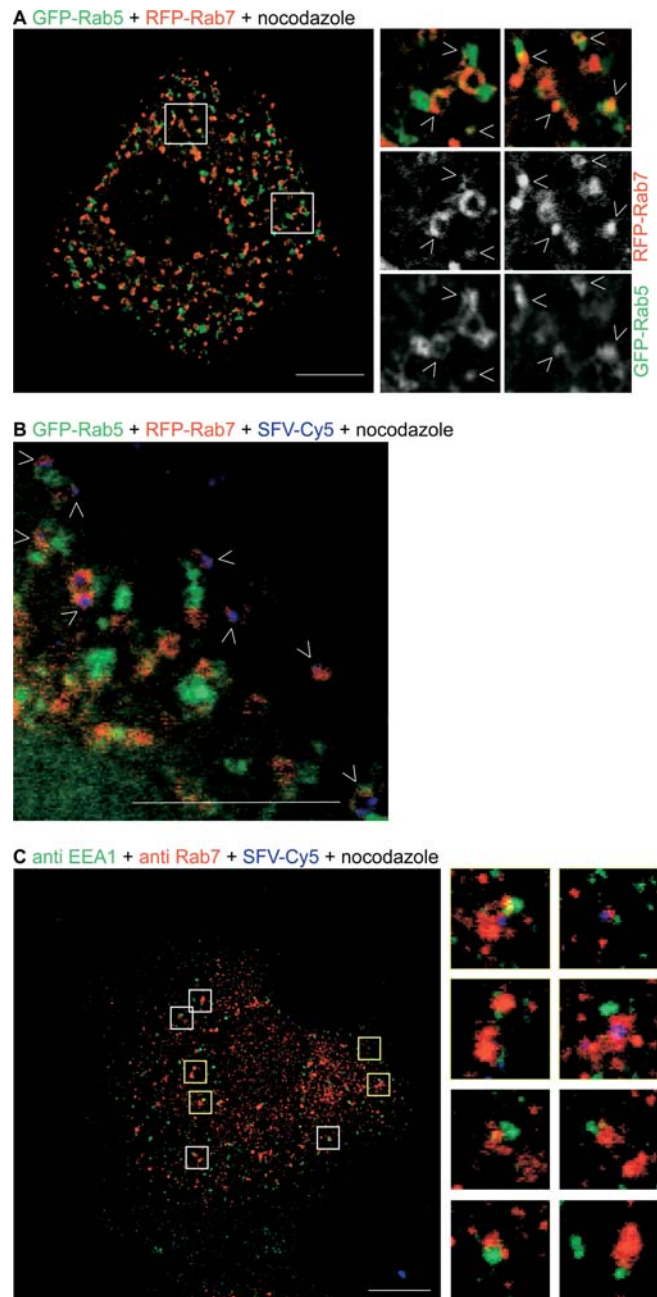 A GFP-Rab5 + RFP-Rab7 + nocodazole
RFP-Rab7
GFP-Rab5
B GFP-Rab5 + RFP-Rab7 + SFV-Cy5 + nocodazole
C anti EEA1 + anti Rab7 + SFV-Cy5 + nocodazole